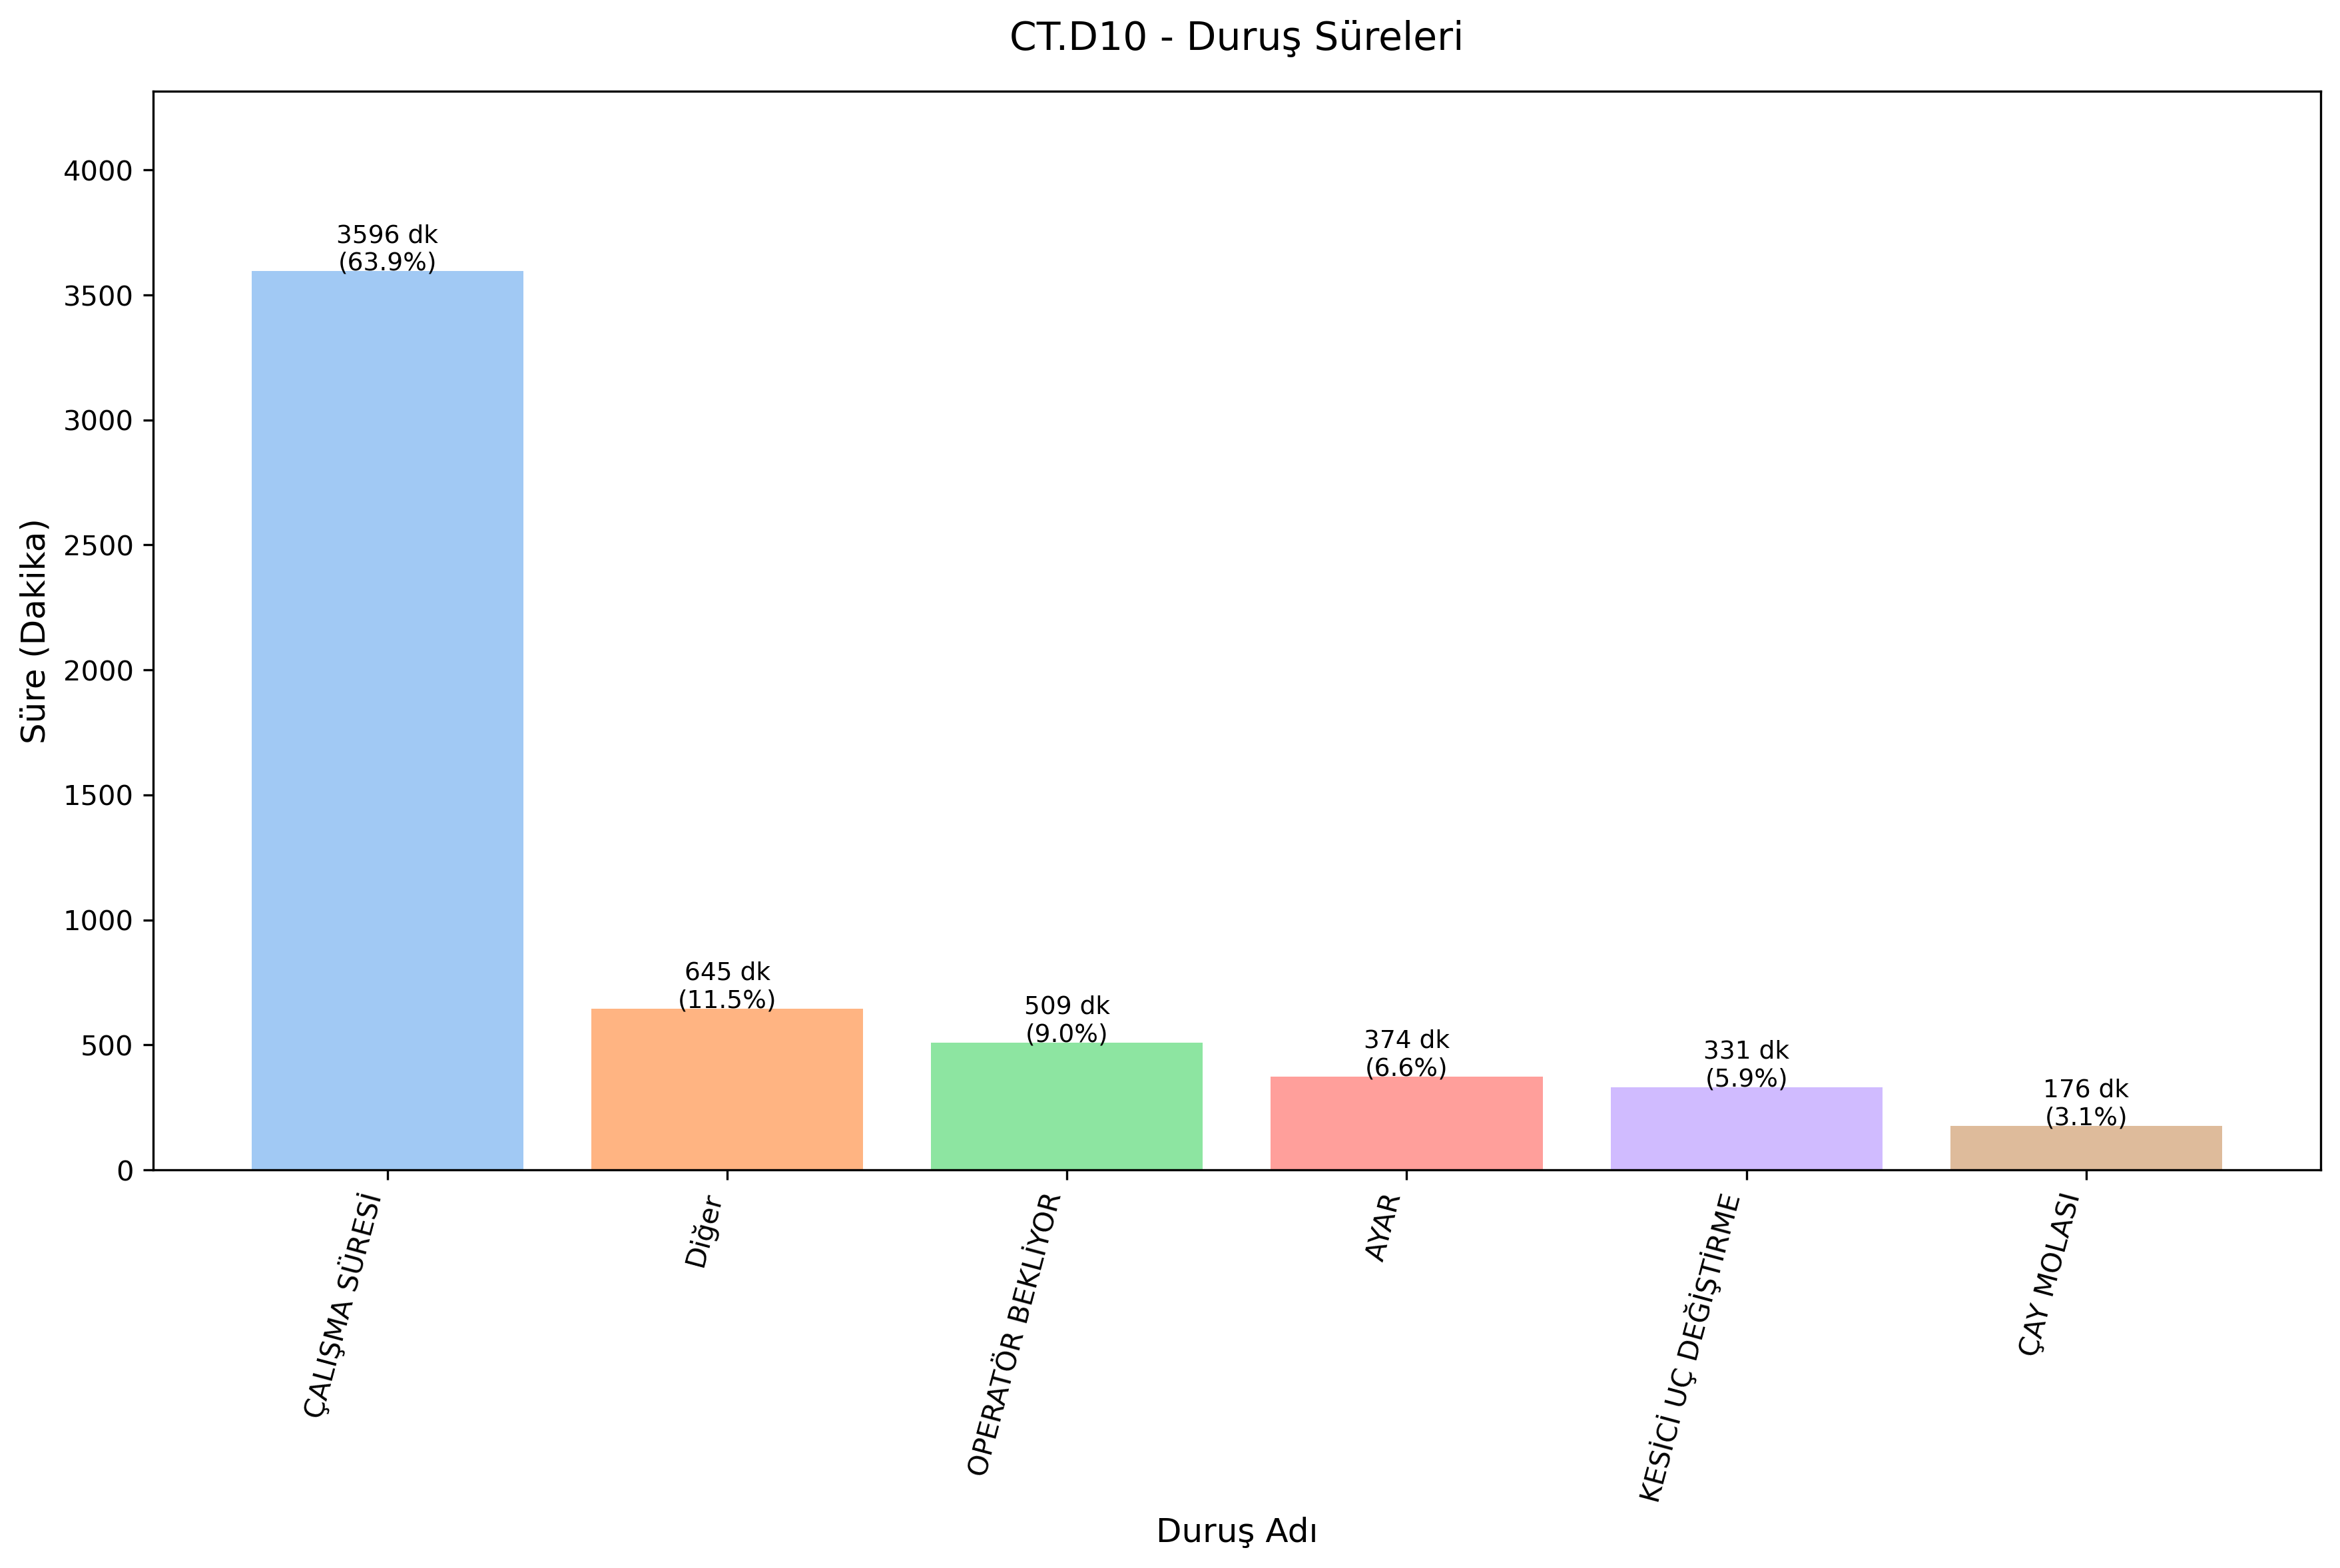 CT.D10 - Duruş Süreleri
Süre (Dakika)
4000
3500
3000
2500
2000
1500
1000
500
0
3596 dk
(63.9%)
645 dk
(11.5%)
509 dk
(9.0%)
374 dk
(6.6%)
331 dk
(5.9%)
176 dk
(3.1%)
ÇALIŞMA SÜRESİ
Diğer
OPERATÖR BEKLİYOR
AYAR
KESİCİ UÇ DEĞİŞTİRME
ÇAY MOLASI
Duruş Adı